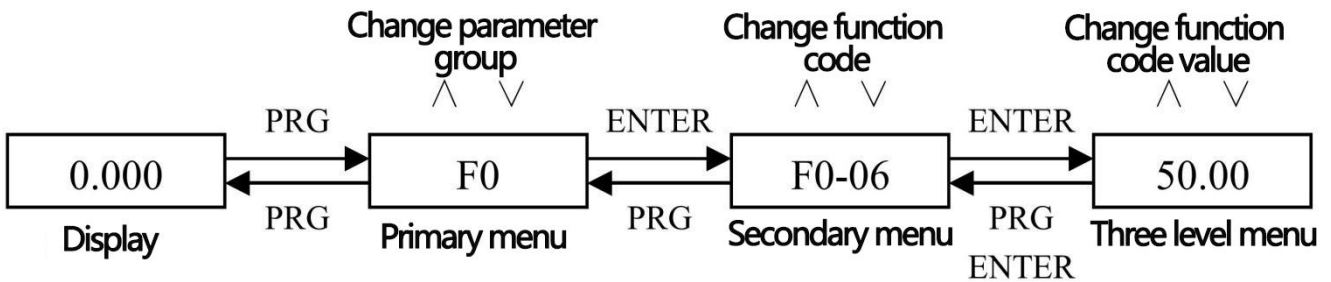 Change parameter
group
∧ ∨
Change function
code
∧ ∨
Change function
code value
∧ ∨
PRG
ENTER
ENTER
0.000
F0
F0-06
50.00
PRG
PRG
PRG
Display
Primary menu
Secondary menu
Three level menu
ENTER